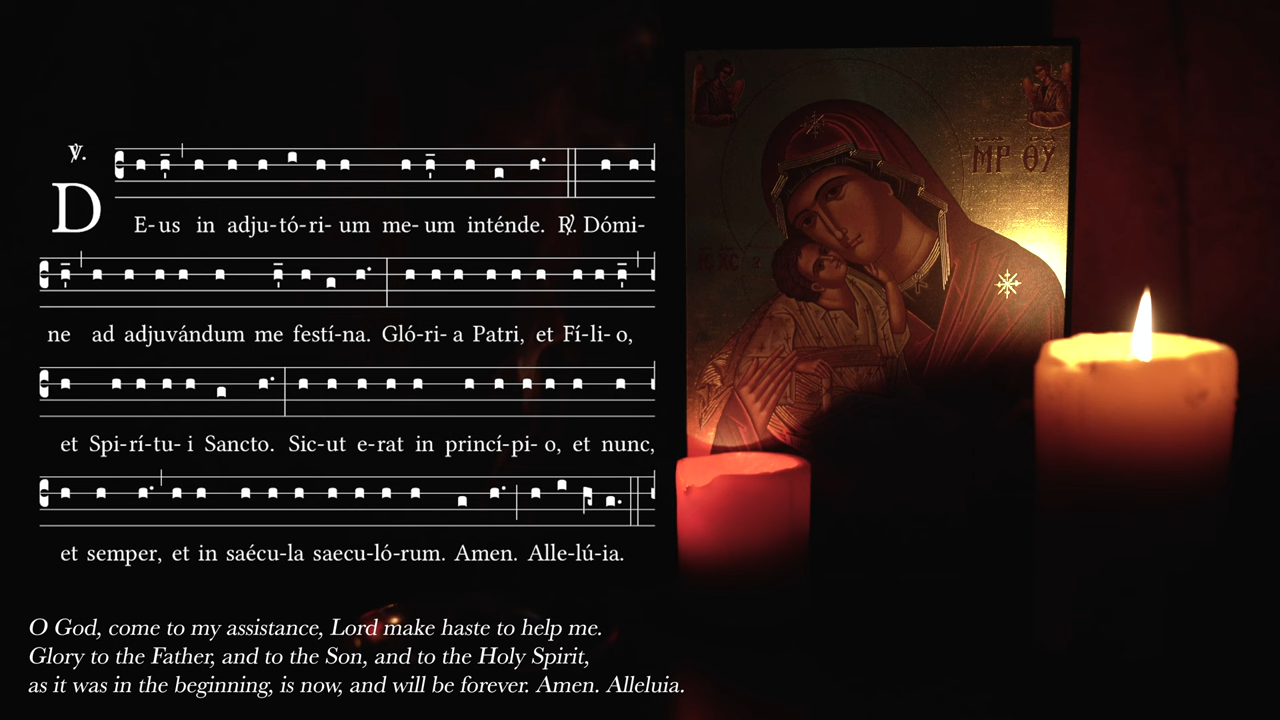 ℣.
DE-us in adju-tó-ri-um me-um inténde. ℟. Dómi-
ne ad adjuvándum me festí-na. Gló-ri-a Patri, et Fí-li-o,
et Spi-rí-tu-i Sancto. Sic-ut e-rat in princí-pi-o, et nunc,
et semper, et in saécu-la saecu-ló-rum. Amen. Alle-lú-ia.
O God, come to my assistance, Lord make haste to help me.
Glory to the Father, and to the Son, and to the Holy Spirit,
as it was in the beginning, is now, and will be forever. Amen. Alleluia.
ΜΡ ΘΥ